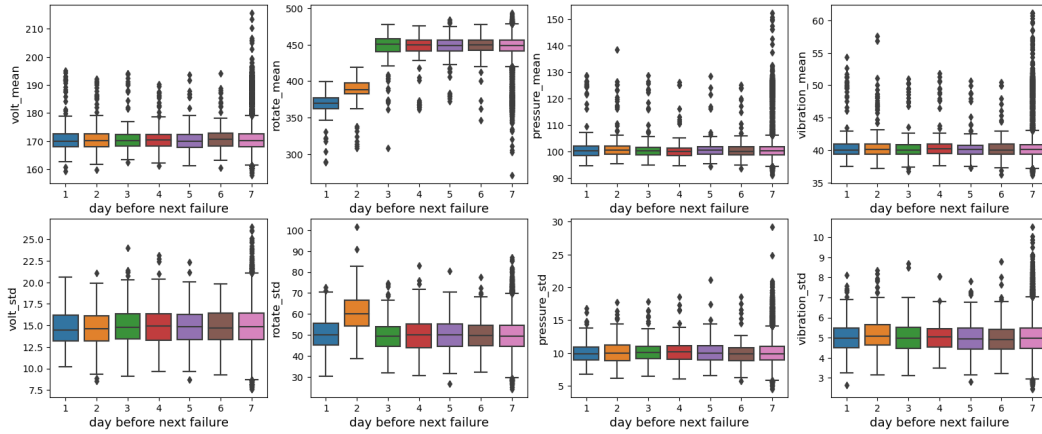 volt_mean
210
200
190
180
170
160
1 2 3 4 5 6 7
day before next failure
rotate_mean
450
400
350
300
1 2 3 4 5 6 7
day before next failure
pressure_mean
150
140
130
120
110
100
90
1 2 3 4 5 6 7
day before next failure
vibration_mean
60
55
50
45
40
35
1 2 3 4 5 6 7
day before next failure
volt_std
25.0
22.5
20.0
17.5
15.0
12.5
10.0
7.5
1 2 3 4 5 6 7
day before next failure
rotate_std
100
90
80
70
60
50
40
30
1 2 3 4 5 6 7
day before next failure
pressure_std
30
25
20
15
10
5
1 2 3 4 5 6 7
day before next failure
vibration_std
10
9
8
7
6
5
4
3
1 2 3 4 5 6 7
day before next failure